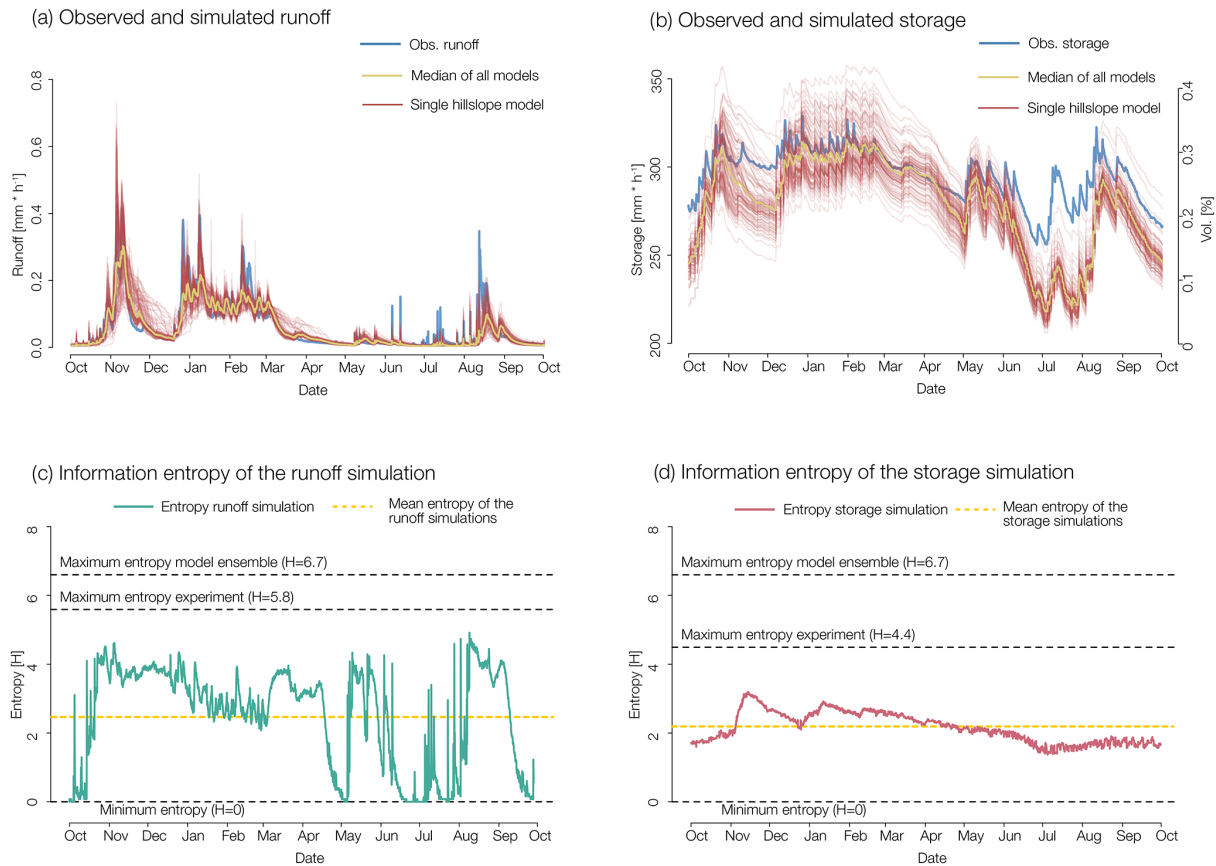 (a) Observed and simulated runoff
Obs. runoff
Median of all models
Single hillslope model
Runoff [mm * h⁻¹]
0.8
0.6
0.4
0.2
0.0
Oct Nov Dec Jan Feb Mar Apr May Jun Jul Aug Sep Oct
Date
(b) Observed and simulated storage
Obs. storage
Median of all models
Single hillslope model
Storage [mm * h⁻¹]
350
300
250
200
Vol. [%]
0.4
0.3
0.2
0.1
0
Oct Nov Dec Jan Feb Mar Apr May Jun Jul Aug Sep Oct
Date
(c) Information entropy of the runoff simulation
Entropy runoff simulation
Mean entropy of the
runoff simulations
Entropy [H]
8
6
4
2
0
Maximum entropy model ensemble (H=6.7)
Maximum entropy experiment (H=5.8)
Minimum entropy (H=0)
Oct Nov Dec Jan Feb Mar Apr May Jun Jul Aug Sep Oct
Date
(d) Information entropy of the storage simulation
Entropy storage simulation
Mean entropy of the
storage simulations
Entropy [H]
8
6
4
2
0
Maximum entropy model ensemble (H=6.7)
Maximum entropy experiment (H=4.4)
Minimum entropy (H=0)
Oct Nov Dec Jan Feb Mar Apr May Jun Jul Aug Sep Oct
Date